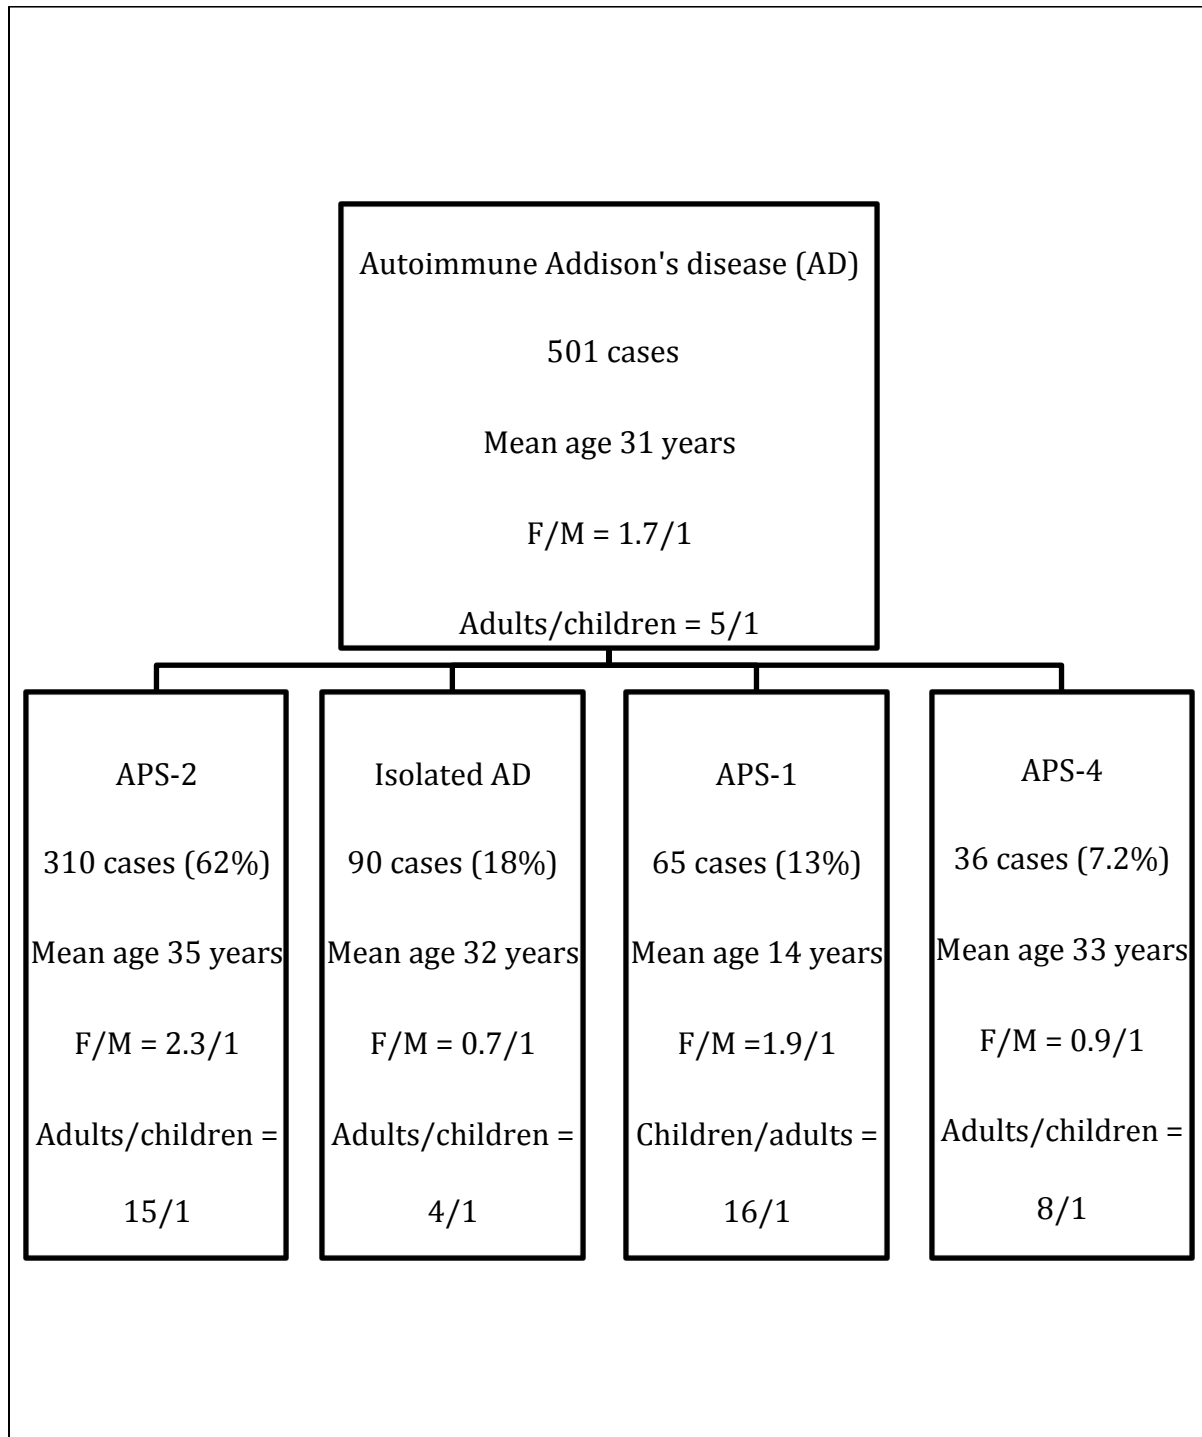 Autoimmune Addison's disease (AD)
501 cases
Mean age 31 years
F/M = 1.7/1
Adults/children = 5/1
APS-2
310 cases (62%)
Mean age 35 years
F/M = 2.3/1
Adults/children =
15/1
Isolated AD
90 cases (18%)
Mean age 32 years
F/M = 0.7/1
Adults/children =
4/1
APS-1
65 cases (13%)
Mean age 14 years
F/M =1.9/1
Children/adults =
16/1
APS-4
36 cases (7.2%)
Mean age 33 years
F/M = 0.9/1
Adults/children =
8/1